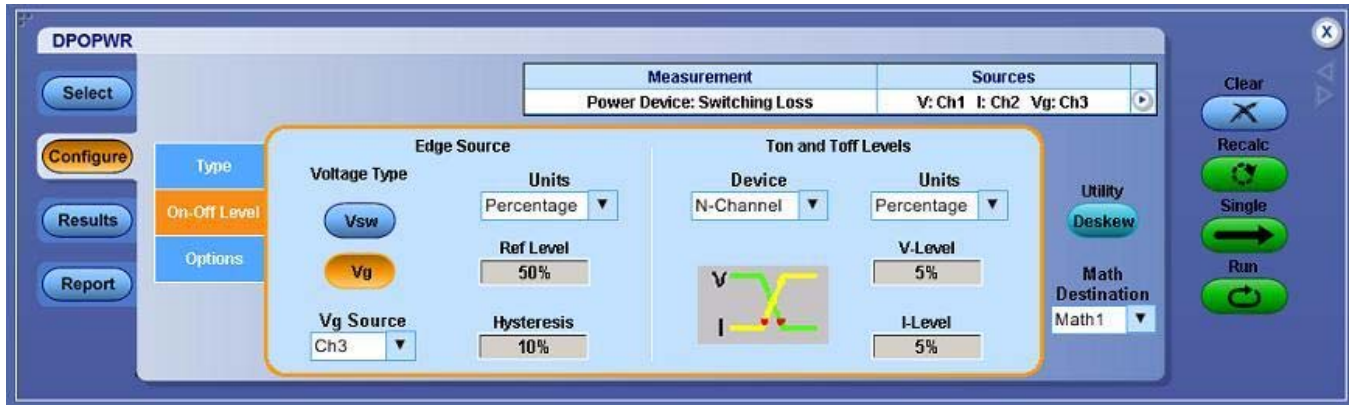 DPOPWR
X
Select
Configure
Results
Report
Measurement
Sources
Power Device: Switching Loss
V: Ch1 I: Ch2 Vg: Ch3
Type
On-Off Level
Options
Edge Source
Voltage Type
Vsw
Vg
Vg Source
Ch3
Units
Percentage
Ref Level
50%
Hysteresis
10%
Ton and Toff Levels
Device
N-Channel
V
I
Units
Percentage
V-Level
5%
I-Level
5%
Utility
Deskew
Math
Destination
Math1
Clear
Recalc
Single
Run